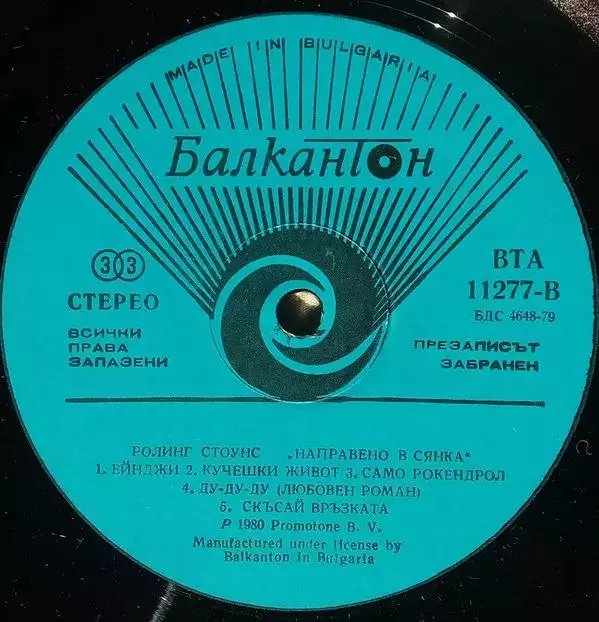 MADE IN BULGARIA
Балкантон
33
СТЕРЕО
ВСИЧКИ
ПРАВА
ЗАПАЗЕНИ
ВТА
11277-В
БДС 4648-79
ПРЕЗАПИСЪТ
ЗАБРАНЕН
РОЛИНГ СТОУНС „НАПРАВЕНО В СЯНКА“
1. ЕЙНДЖИ 2. КУЧЕШКИ ЖИВОТ 3. САМО РОКЕНДРОЛ
4. ДУ-ДУ-ДУ (ЛЮБОВЕН РОМАН)
5. СКЪСАЙ ВРЪЗКАТА
P 1980 Promotone B. V.
Manufactured under license by
Balkanton In Bulgaria